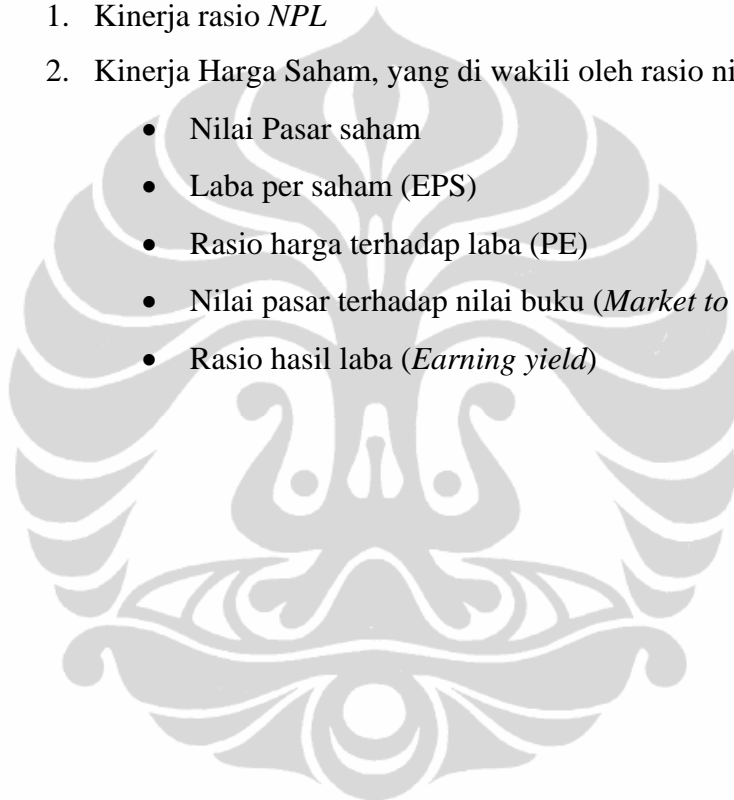 1. Kinerja rasio NPL
2. Kinerja Harga Saham, yang di wakili oleh rasio
• Nilai Pasar saham
• Laba per saham (EPS)
• Rasio harga terhadap laba (PE)
• Nilai pasar terhadap nilai buku (Market to
• Rasio hasil laba (Earning yield)